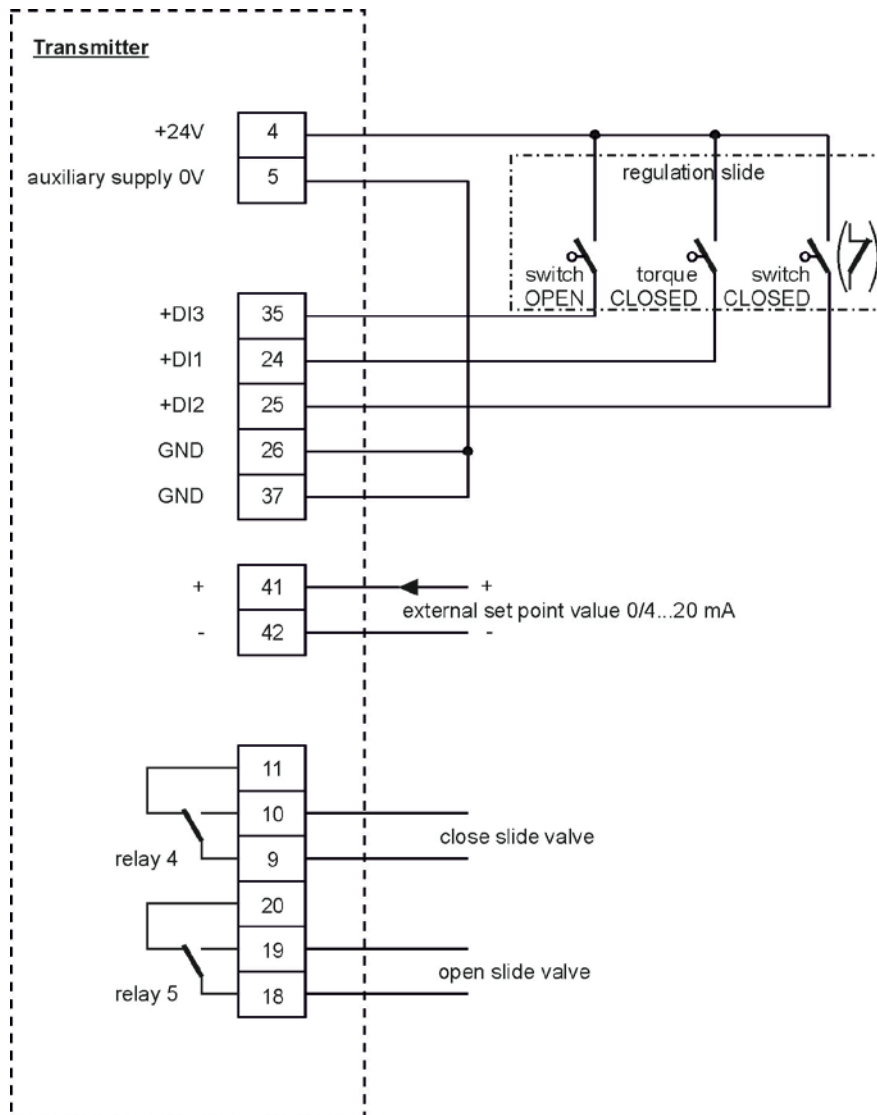 Transmitter
+24V 4
auxiliary supply 0V 5
regulation slide
switch torque switch
OPEN CLOSED CLOSED
+DI3 35
+DI1 24
+DI2 25
GND 26
GND 37
+ 41 +
external set point value 0/4...20 mA
- 42 -
11
10
close slide valve
relay 4 9
20
19
open slide valve
relay 5 18